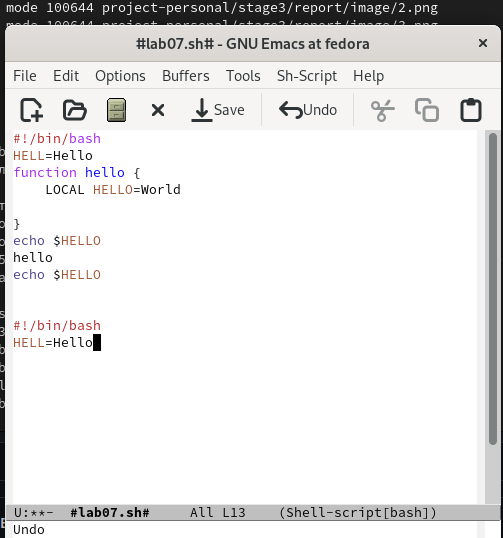 mode 100644 project-personal/stage3/report/image/2.png
mode 100644 project-personal/stage3/report/image/3.png
#lab07.sh# - GNU Emacs at fedora
File Edit Options Buffers Tools Sh-Script Help
Save Undo
#!/bin/bash
HELL=Hello
function hello {
    LOCAL HELLO=World
}
echo $HELLO
hello
echo $HELLO
#!/bin/bash
HELL=Hello
U:**- #lab07.sh# All L13 (Shell-script[bash])
Undo